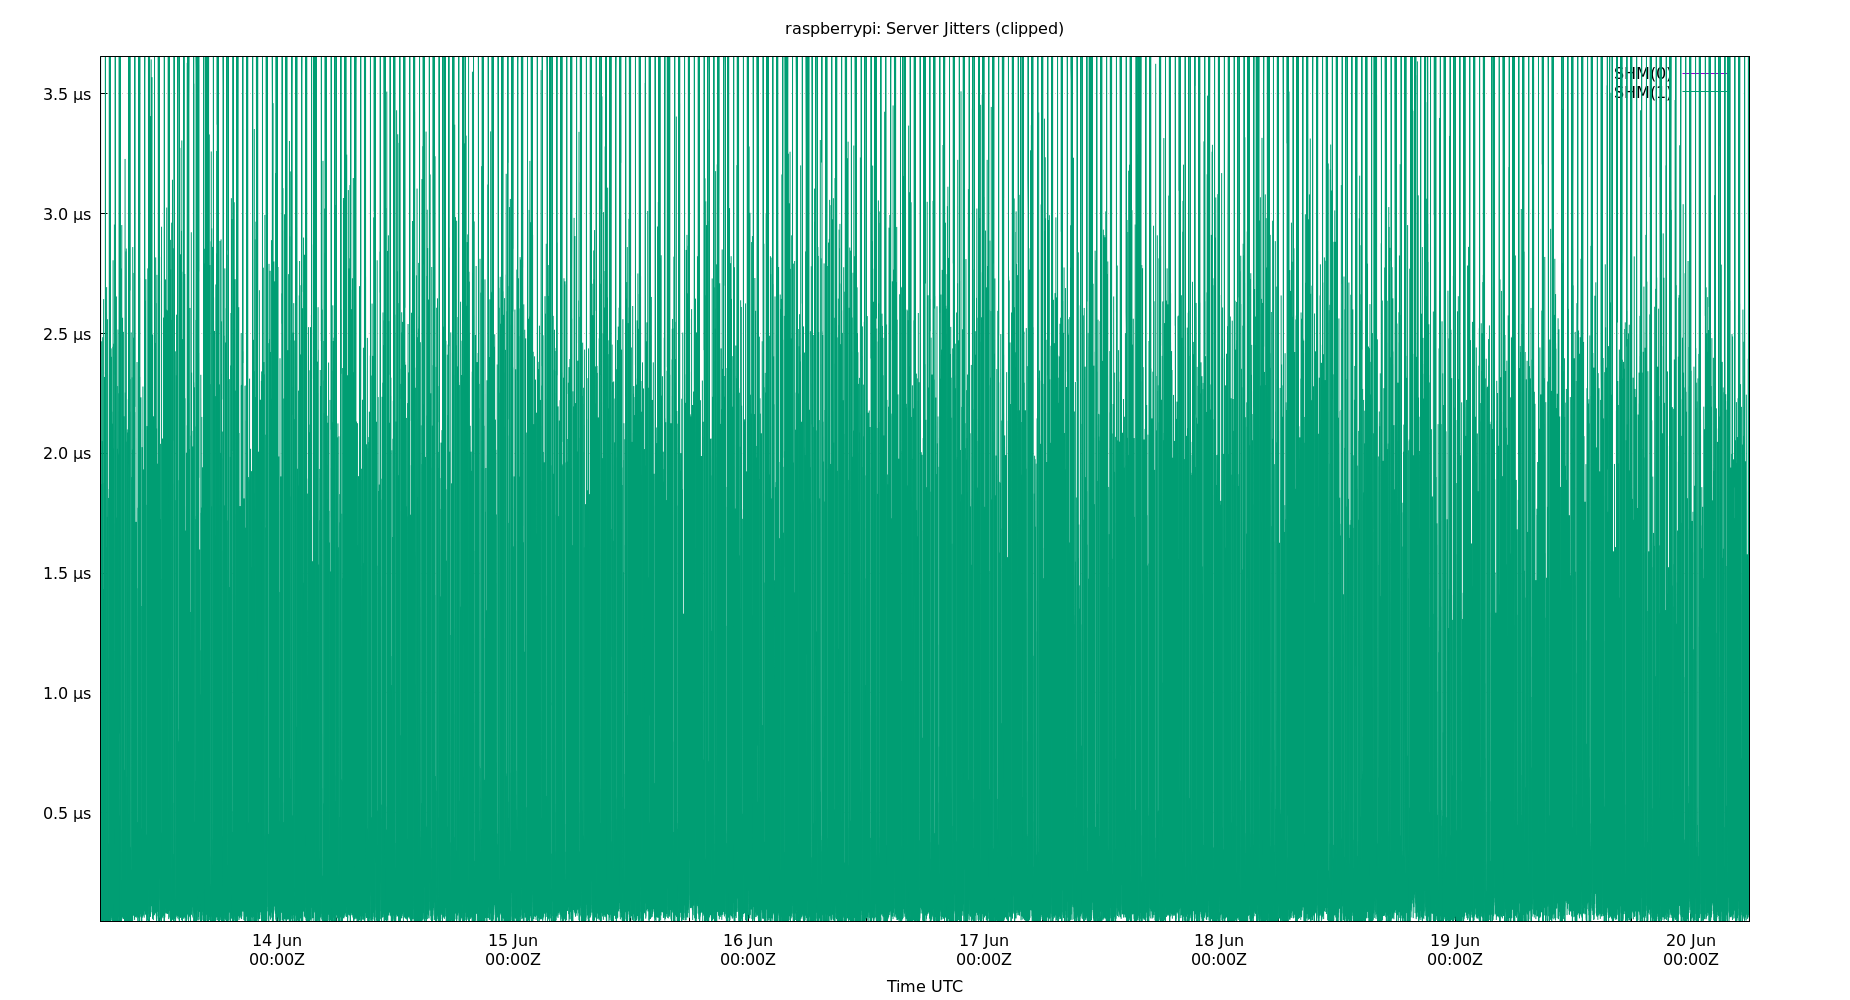 raspberrypi: Server Jitters (clipped)
SHM(0)
SHM(1)
3.5 µs
3.0 µs
2.5 µs
2.0 µs
1.5 µs
1.0 µs
0.5 µs
14 Jun 15 Jun 16 Jun 17 Jun 18 Jun 19 Jun 20 Jun
00:00Z 00:00Z 00:00Z 00:00Z 00:00Z 00:00Z 00:00Z
Time UTC